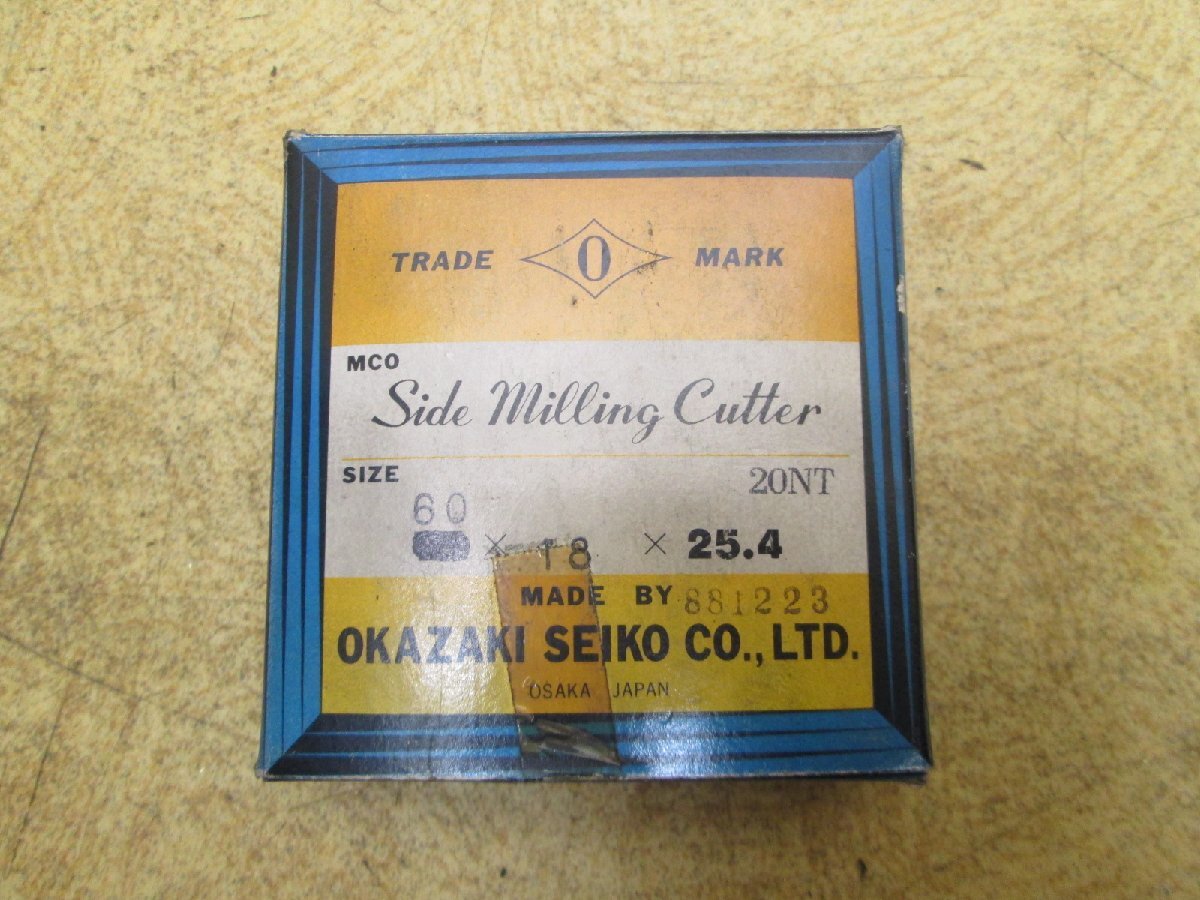 TRADE O MARK
MCO
Side Milling Cutter
SIZE 20NT
60
× 18 × 25.4
MADE BY 881223
OKAZAKI SEIKO CO., LTD.
OSAKA JAPAN